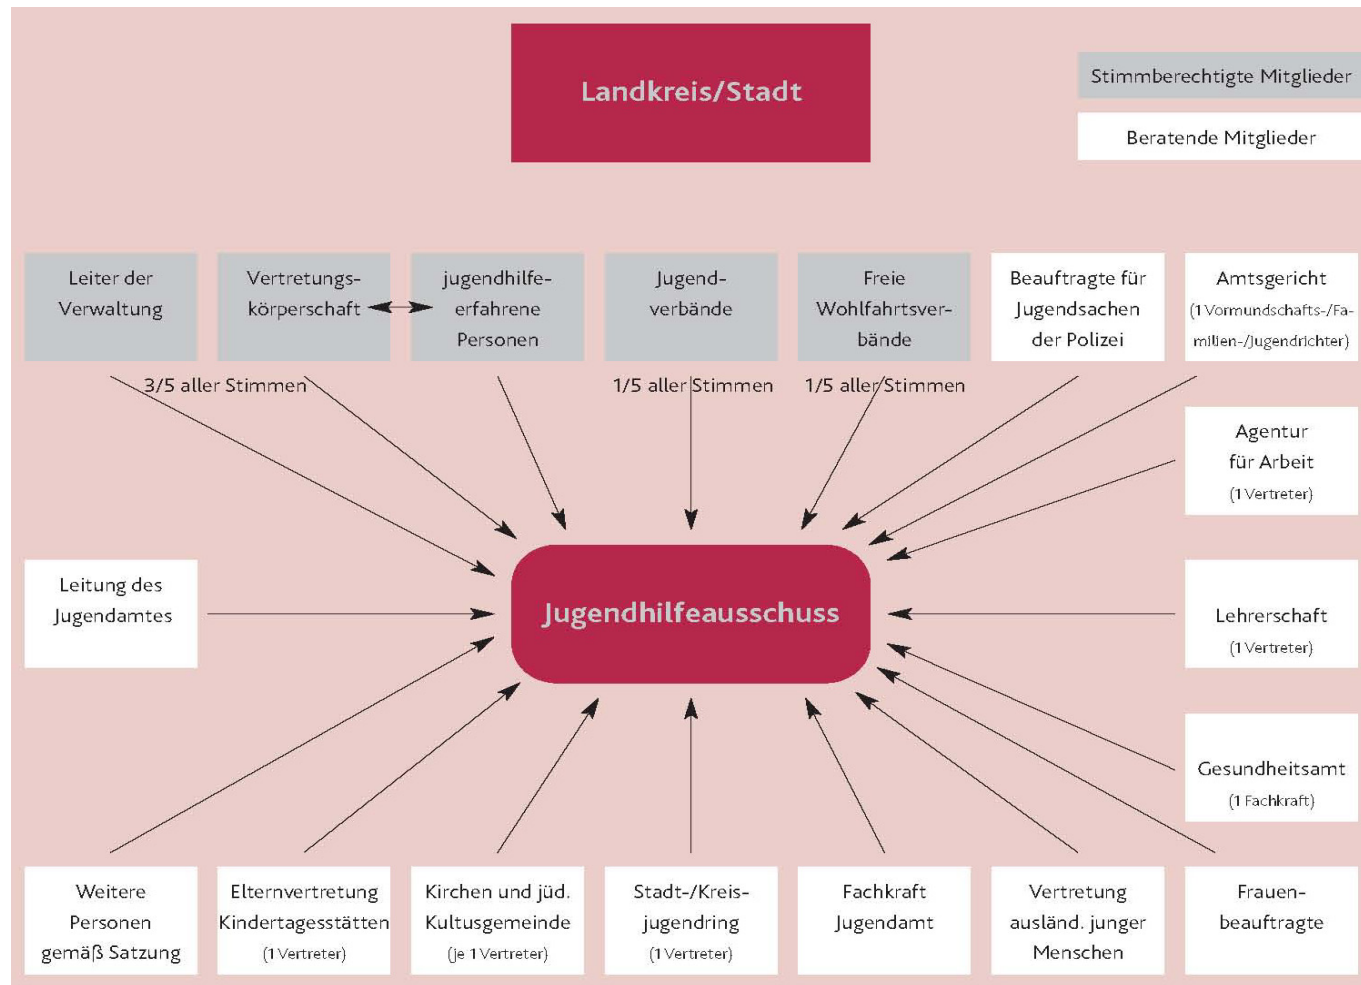 Landkreis/Stadt
Stimmberechtigte Mitglieder
Beratende Mitglieder
Leiter der
Verwaltung
Vertretungs-
körperschaft
jugendhilfe-
erfahrene
Personen
Jugend-
verbände
Freie
Wohlfahrtsver-
bände
Beauftragte für
Jugendsachen
der Polizei
Amtsgericht
(1 Vormundschafts-/Fa-
milien-/Jugendrichter)
3/5 aller Stimmen
1/5 aller Stimmen
1/5 aller Stimmen
Agentur
für Arbeit
(1 Vertreter)
Leitung des
Jugendamtes
Jugendhilfeausschuss
Lehrerschaft
(1 Vertreter)
Gesundheitsamt
(1 Fachkraft)
Weitere
Personen
gemäß Satzung
Elternvertretung
Kindertagesstätten
(1 Vertreter)
Kirchen und jüd.
Kultusgemeinde
(je 1 Vertreter)
Stadt-/Kreis-
jugendring
(1 Vertreter)
Fachkraft
Jugendamt
Vertretung
ausländ. junger
Menschen
Frauen-
beauftragte